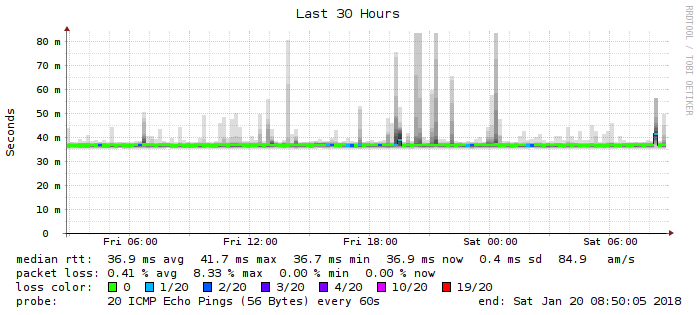 Last 30 Hours
RRDTOOL / TOBI OETIKER
Seconds
80 m
70 m
60 m
50 m
40 m
30 m
20 m
10 m
0
Fri 06:00 Fri 12:00 Fri 18:00 Sat 00:00 Sat 06:00
median rtt: 36.9 ms avg 41.7 ms max 36.7 ms min 36.9 ms now 0.4 ms sd 84.9 am/s
packet loss: 0.41 % avg 8.33 % max 0.00 % min 0.00 % now
loss color: 0 1/20 2/20 3/20 4/20 10/20 19/20
probe: 20 ICMP Echo Pings (56 Bytes) every 60s end: Sat Jan 20 08:50:05 2018